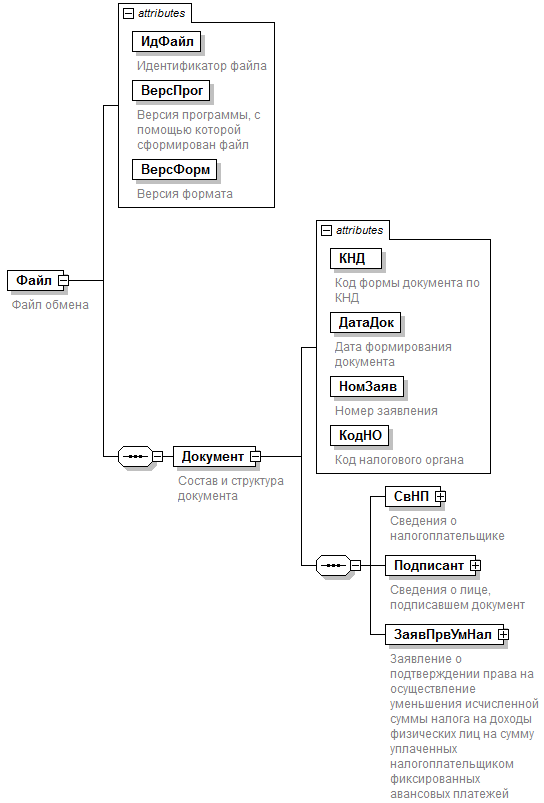 attributes
ИдФайл
Идентификатор файла
ВерсПрог
Версия программы, с
помощью которой
сформирован файл
ВерсФорм
Версия формата
Файл
Файл обмена
attributes
КНД
Код формы документа по
КНД
ДатаДок
Дата формирования
документа
НомЗаяв
Номер заявления
КодНО
Код налогового органа
Документ
Состав и структура
документа
СвНП
Сведения о
налогоплательщике
Подписант
Сведения о лице,
подписавшем документ
ЗаявПрвУмНал
Заявление о
подтверждении права на
осуществление
уменьшения исчисленной
суммы налога на доходы
физических лиц на сумму
уплаченных
налогоплательщиком
фиксированных
авансовых платежей